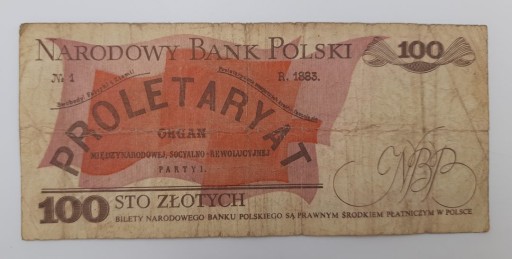 NARODOWY BANK POLSKI 100
№ 1 R. 1883.
PROLETARYAT
ORGAN
MIĘDZYNARODOWEJ SOCYALNO-REWOLUCYJNEJ
PARTYI.
NBP
100 STO ZŁOTYCH
BILETY NARODOWEGO BANKU POLSKIEGO SĄ PRAWNYM ŚRODKIEM PŁATNICZYM W POLSCE